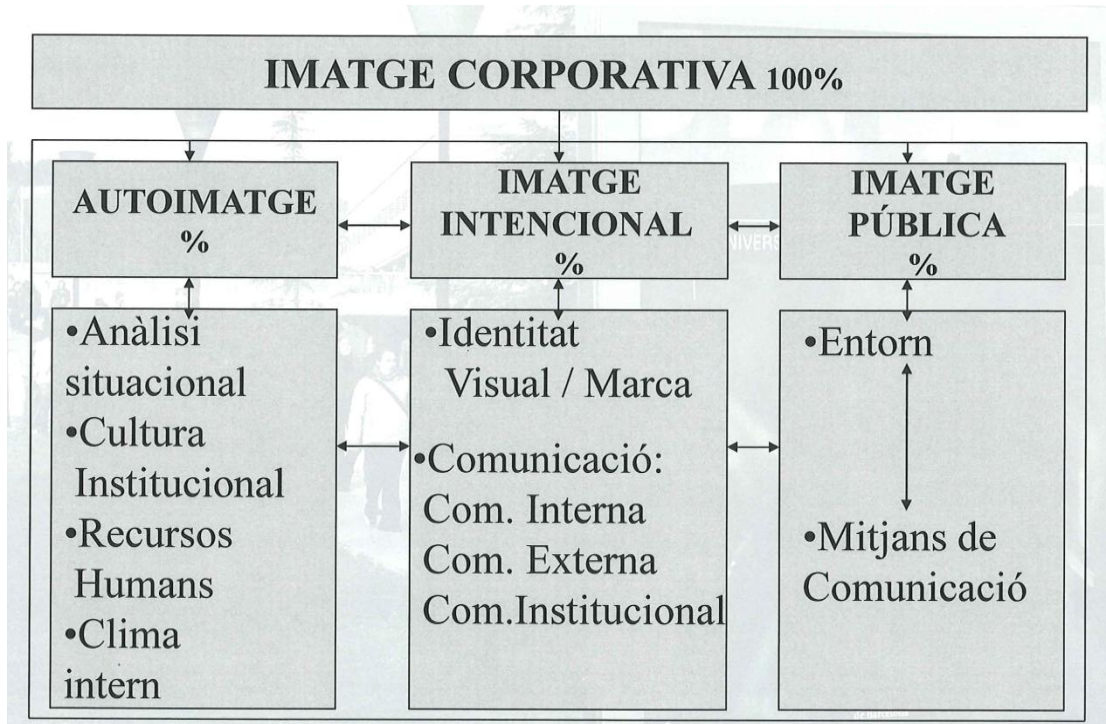 IMATGE CORPORATIVA 100%
AUTOIMATGE
%
IMATGE
INTENCIONAL
%
IMATGE
PÚBLICA
%
•Anàlisi
situacional
•Cultura
Institucional
•Recursos
Humans
•Clima
intern
•Identitat
Visual / Marca
•Comunicació:
Com. Interna
Com. Externa
Com.Institucional
•Entorn
•Mitjans de
Comunicació
NIVERS